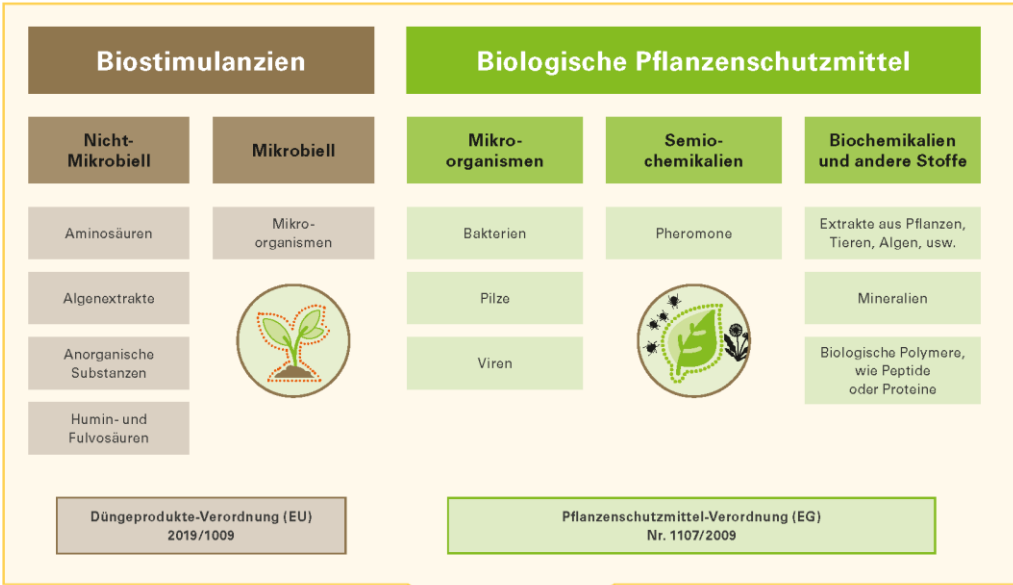 Biostimulanzien
Biologische Pflanzenschutzmittel
Nicht-
Mikrobiell
Mikrobiell
Mikro-
organismen
Semio-
chemikalien
Biochemikalien
und andere Stoffe
Aminosäuren
Mikro-
organismen
Bakterien
Pheromone
Extrakte aus Pflanzen,
Tieren, Algen, usw.
Algenextrakte
Pilze
Mineralien
Anorganische
Substanzen
Viren
Biologische Polymere,
wie Peptide
oder Proteine
Humin- und
Fulvosäuren
Düngeprodukte-Verordnung (EU)
2019/1009
Pflanzenschutzmittel-Verordnung (EG)
Nr. 1107/2009